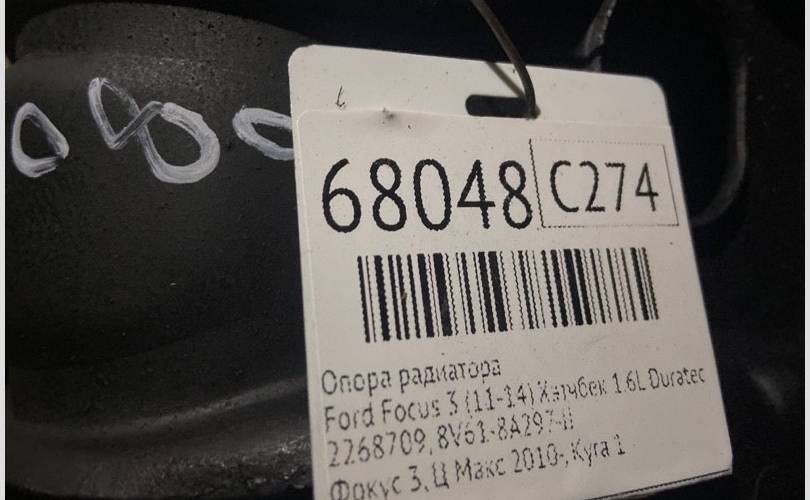 080
68048 C274
Опора радиатора
Ford Focus 3 (11-14) Хэтчбек 1.6L Duratec
2268709, 8V61-8A297-
Фокус 3, Ц Макс 2010-, Куга 1